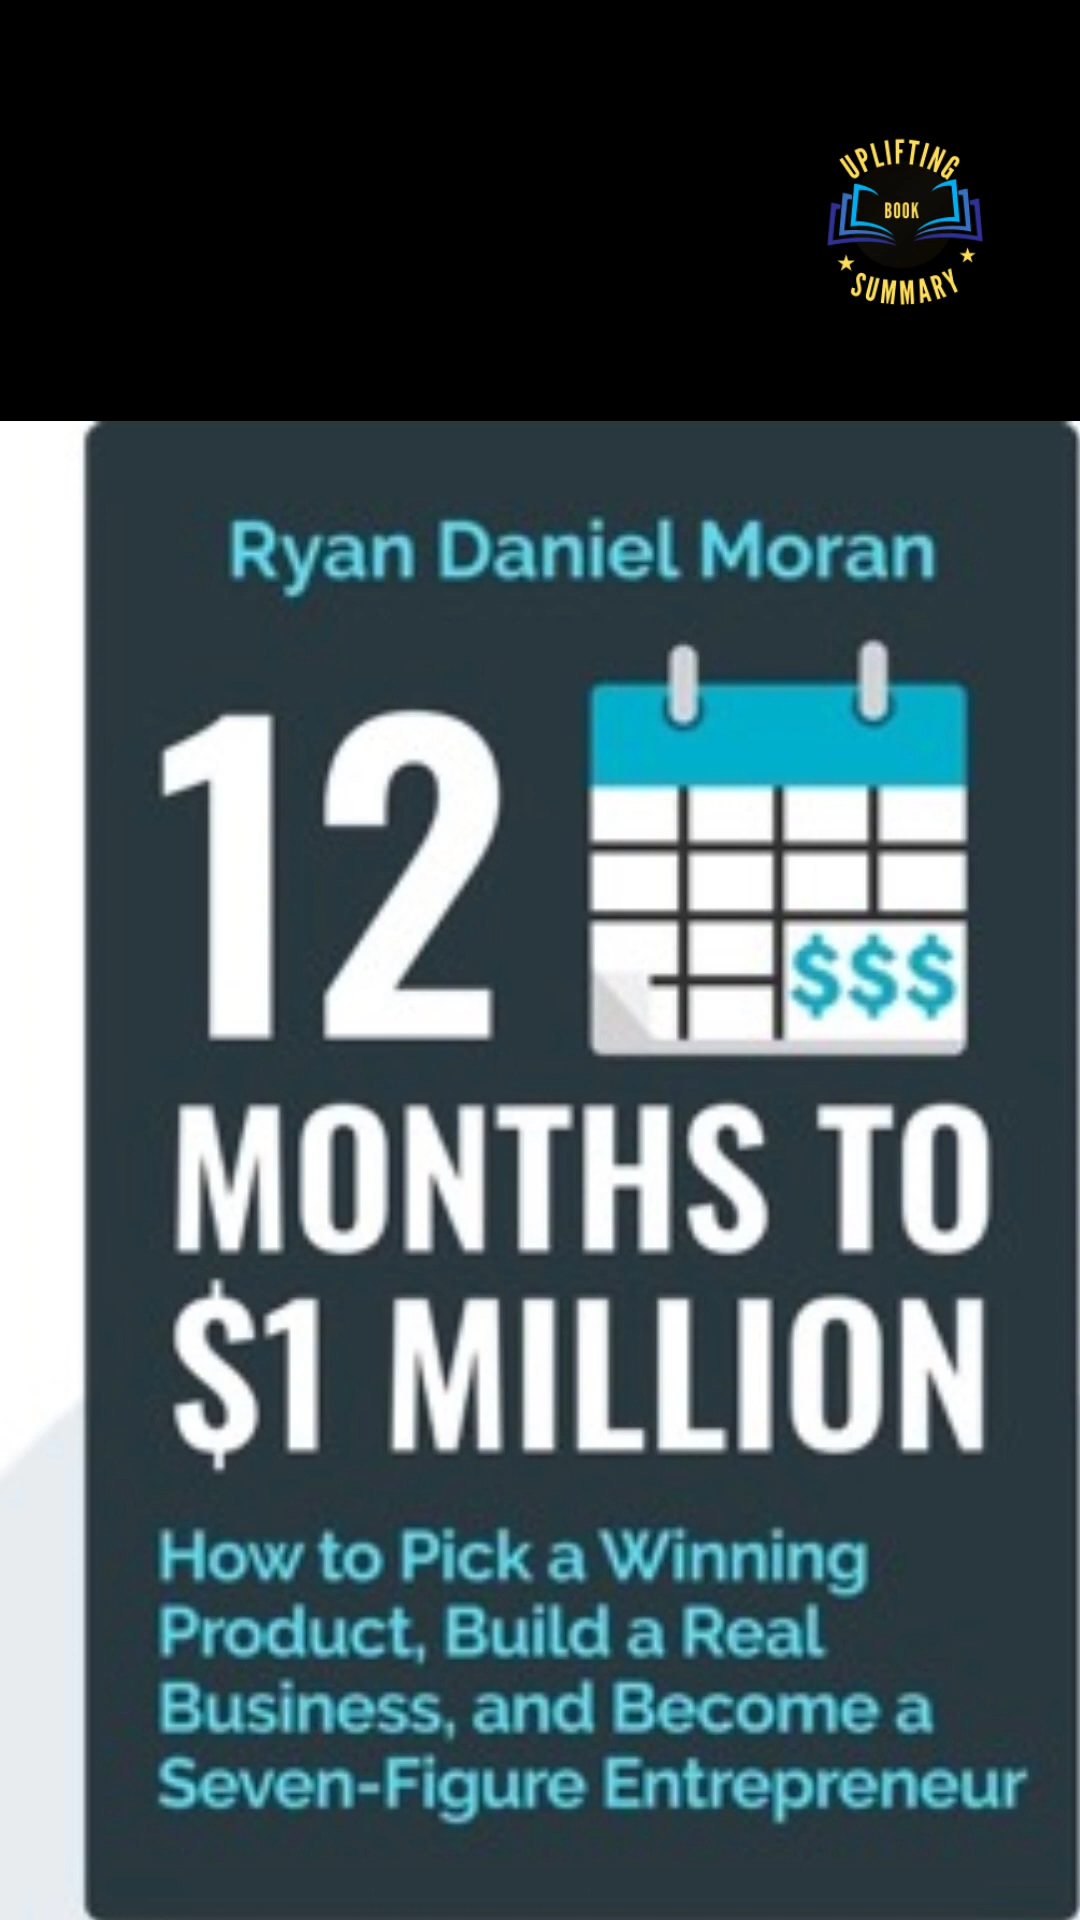 UPLIFTING
BOOK
SUMMARY
Ryan Daniel Moran
12
$$$
MONTHS TO
$1 MILLION
How to Pick a Winning
Product, Build a Real
Business, and Become a
Seven-Figure Entrepreneur